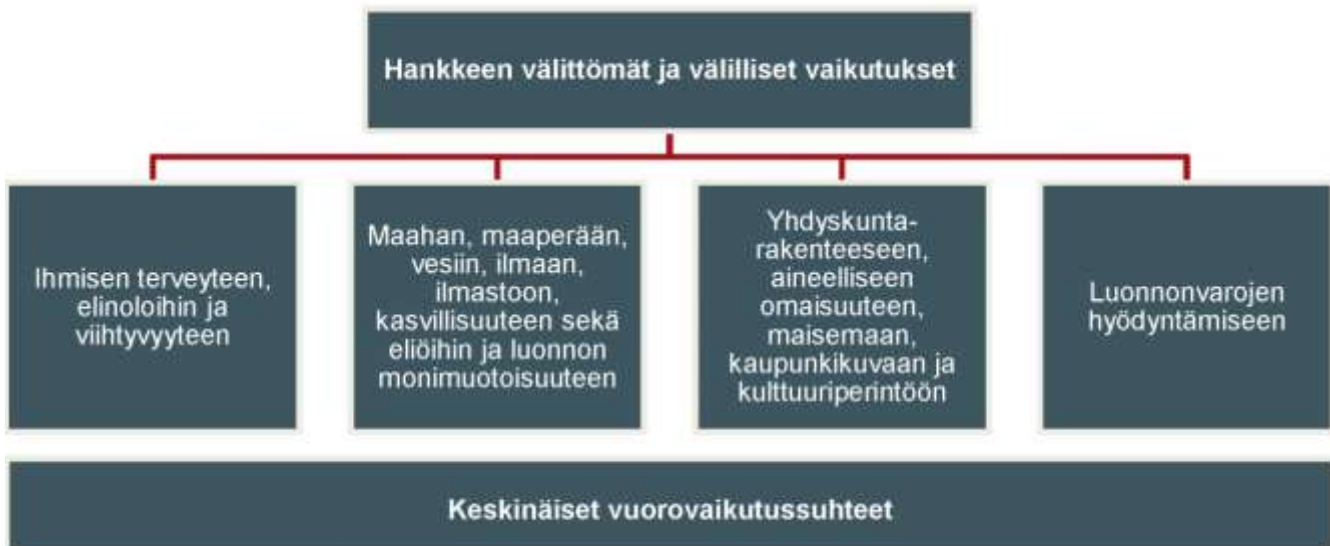 Hankkeen välittömät ja välilliset vaikutukset
Ihmisen terveyteen,
elinoloihin ja
viihtyvyyteen
Maahan, maaperään,
vesiin, ilmaan,
ilmastoon,
kasvillisuuteen sekä
eliöihin ja luonnon
monimuotoisuuteen
Yhdyskunta-
rakenteeseen,
aineelliseen
omaisuuteen,
maisemaan,
kaupunkikuvaan ja
kulttuuriperintöön
Luonnonvarojen
hyödyntämiseen
Keskinäiset vuorovaikutussuhteet